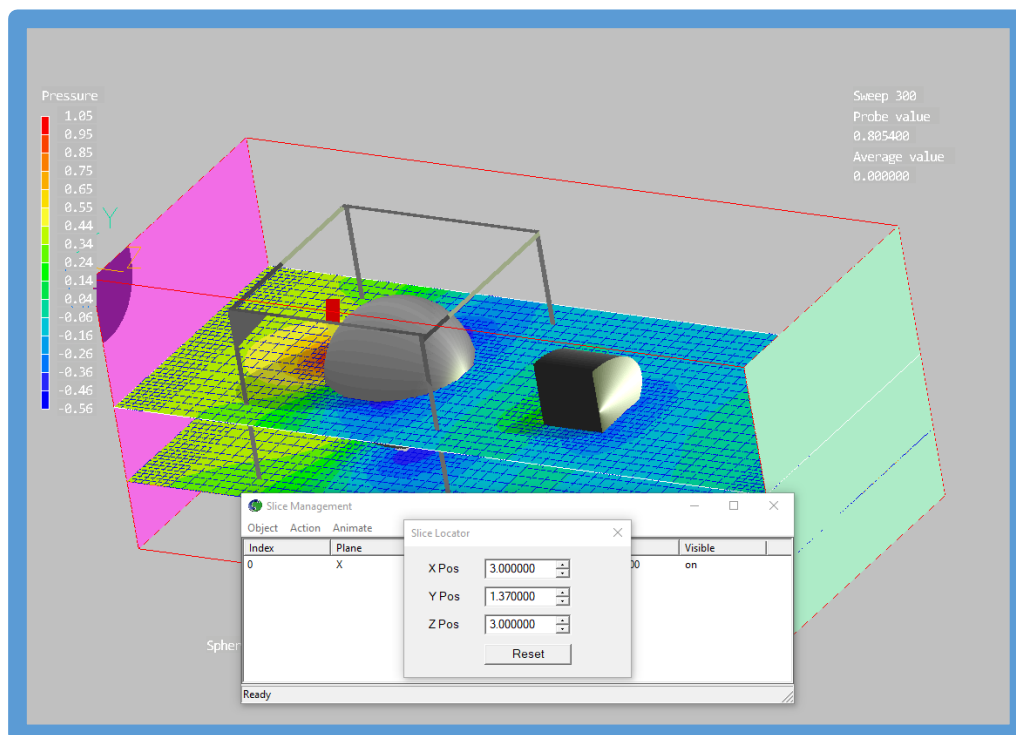 Pressure
1.05
0.95
0.85
0.75
0.65
0.55
0.44
0.34
0.24
0.14
0.04
-0.06
-0.16
-0.26
-0.36
-0.46
-0.56
Y
Z
Sweep 300
Probe value
0.805400
Average value
0.000000
Spher
Slice Management
Object Action Animate
Index Plane Visible
0 X 00 on
Slice Locator
X Pos 3.000000
Y Pos 1.370000
Z Pos 3.000000
Reset
Ready